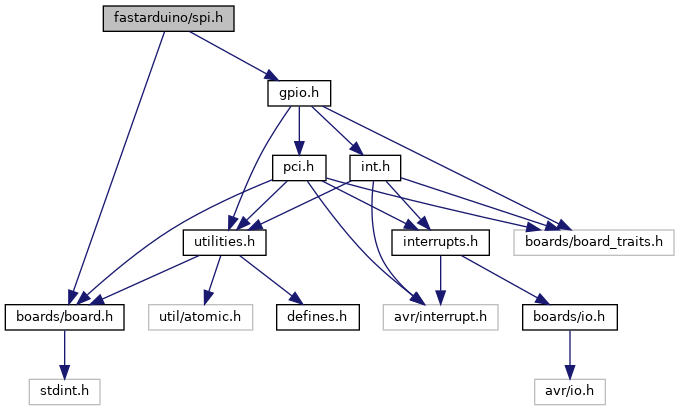 fastarduino/spi.h
gpio.h
pci.h
int.h
utilities.h
interrupts.h
boards/board_traits.h
boards/board.h
util/atomic.h
defines.h
avr/interrupt.h
boards/io.h
stdint.h
avr/io.h